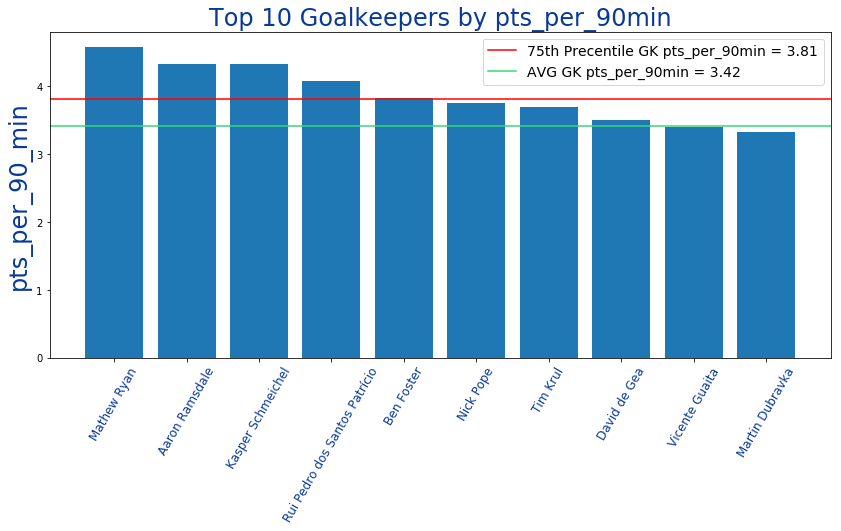 Top 10 Goalkeepers by pts_per_90min
75th Precentile GK pts_per_90min = 3.81
AVG GK pts_per_90min = 3.42
pts_per_90_min
4
3
2
1
0
Mathew Ryan
Aaron Ramsdale
Kasper Schmeichel
Rui Pedro dos Santos Patrício
Ben Foster
Nick Pope
Tim Krul
David de Gea
Vicente Guaita
Martin Dubravka